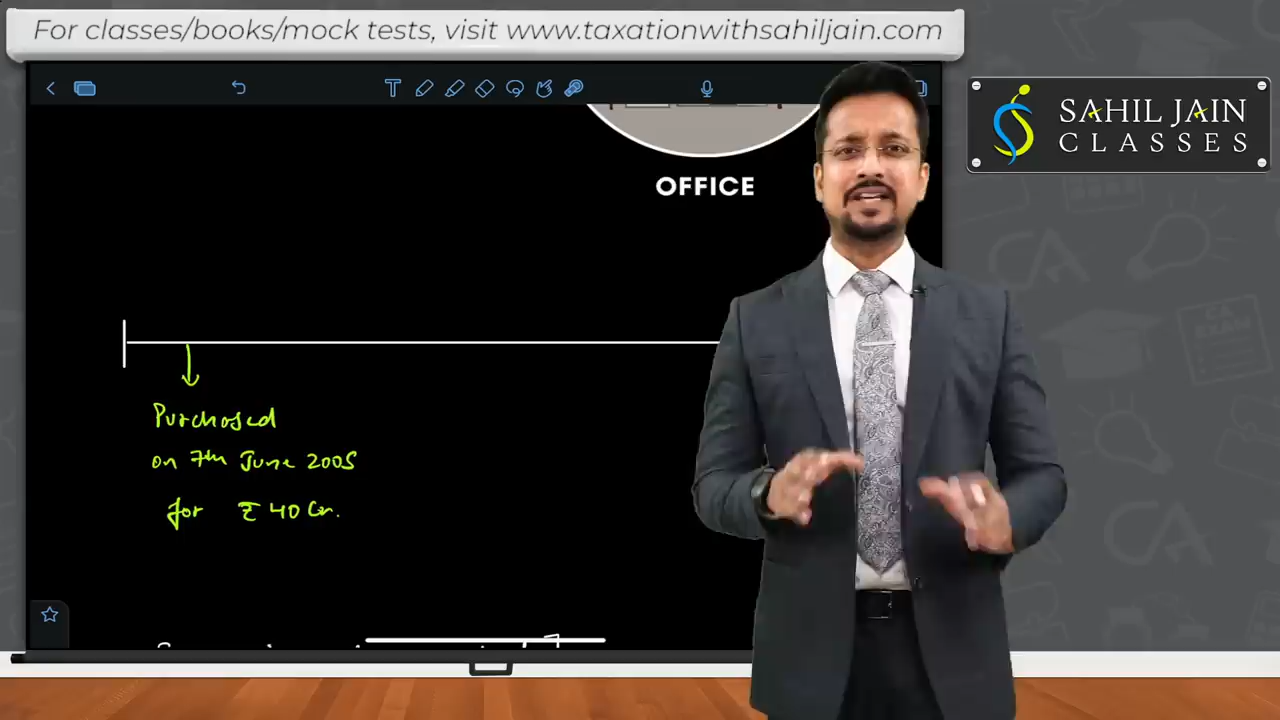 For classes/books/mock tests, visit www.taxationwithsahiljain.com
SAHIL JAIN
CLASSES
OFFICE
Purchased
on 7th June 2005
for ₹ 40 Cr.